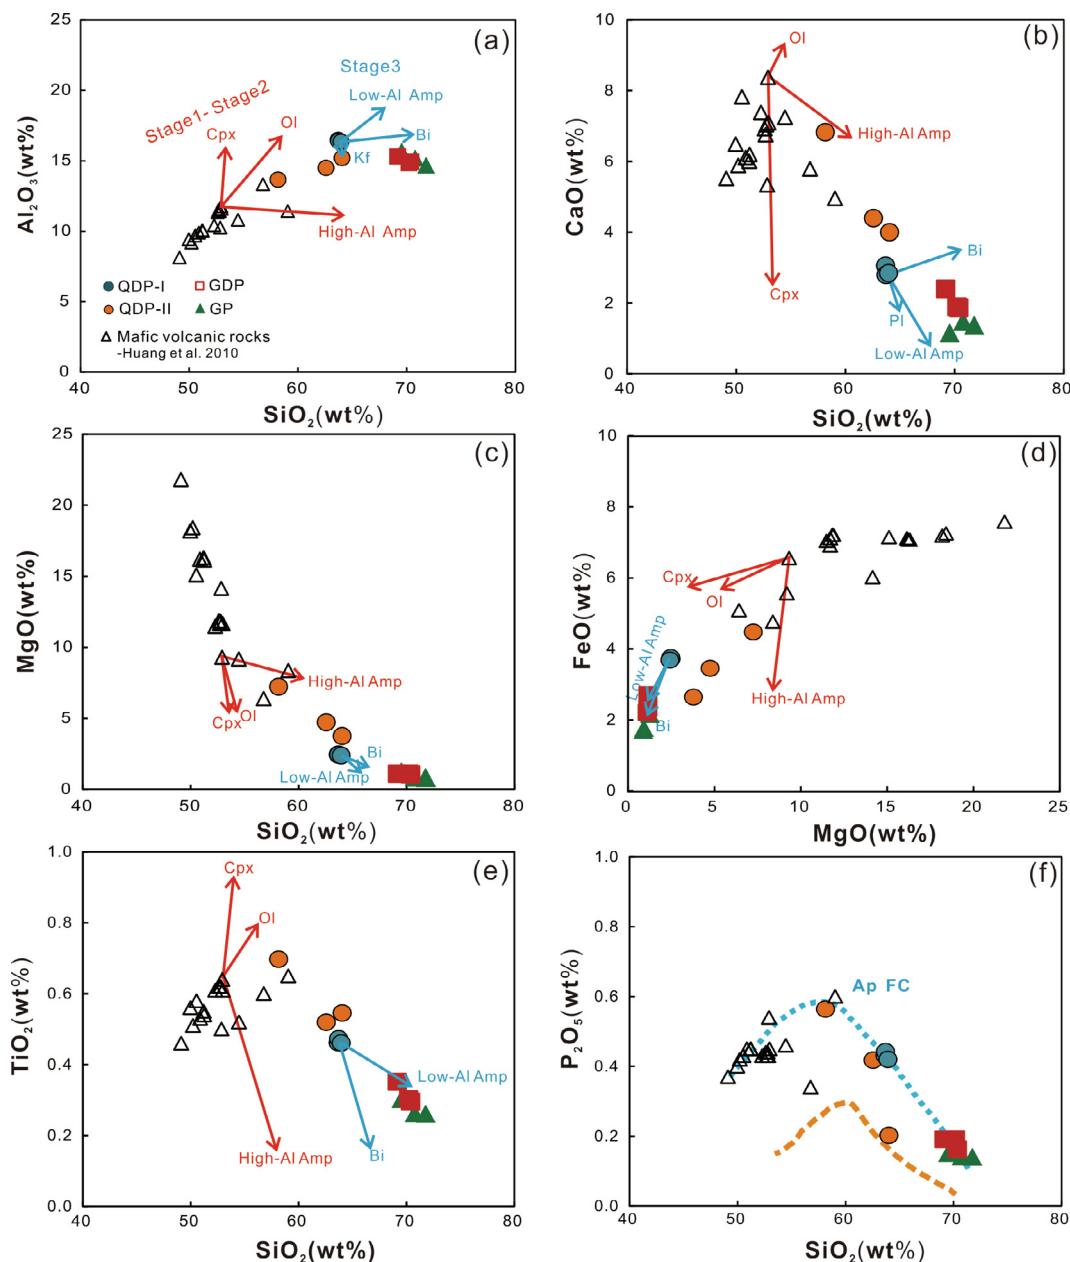 (a)
Al2O3(wt%)
25
20
15
10
5
0
Stage3
Low-Al Amp
Bi
Kf
Stage1- Stage2
Cpx
Ol
High-Al Amp
QDP-I
GDP
QDP-II
GP
Mafic volcanic rocks
-Huang et al. 2010
40 50 60 70 80
SiO2(wt%)
(b)
CaO(wt%)
10
8
6
4
2
0
Ol
High-Al Amp
Cpx
Bi
Pl
Low-Al Amp
40 50 60 70 80
SiO2(wt%)
(c)
MgO(wt%)
25
20
15
10
5
0
High-Al Amp
Cpx
Ol
Bi
Low-Al Amp
40 50 60 70 80
SiO2(wt%)
(d)
FeO(wt%)
10
8
6
4
2
0
Cpx
Ol
Low-Al Amp
High-Al Amp
Bi
0 5 10 15 20 25
MgO(wt%)
(e)
TiO2(wt%)
1.0
0.8
0.6
0.4
0.2
0.0
Cpx
Ol
Low-Al Amp
High-Al Amp
Bi
40 50 60 70 80
SiO2(wt%)
(f)
P2O5(wt%)
1.0
0.8
0.6
0.4
0.2
0.0
Ap FC
40 50 60 70 80
SiO2(wt%)